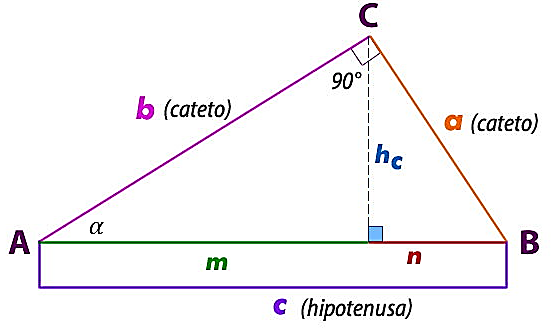 C
90°
b (cateto)
a (cateto)
hc
A
α
B
m
n
c (hipotenusa)